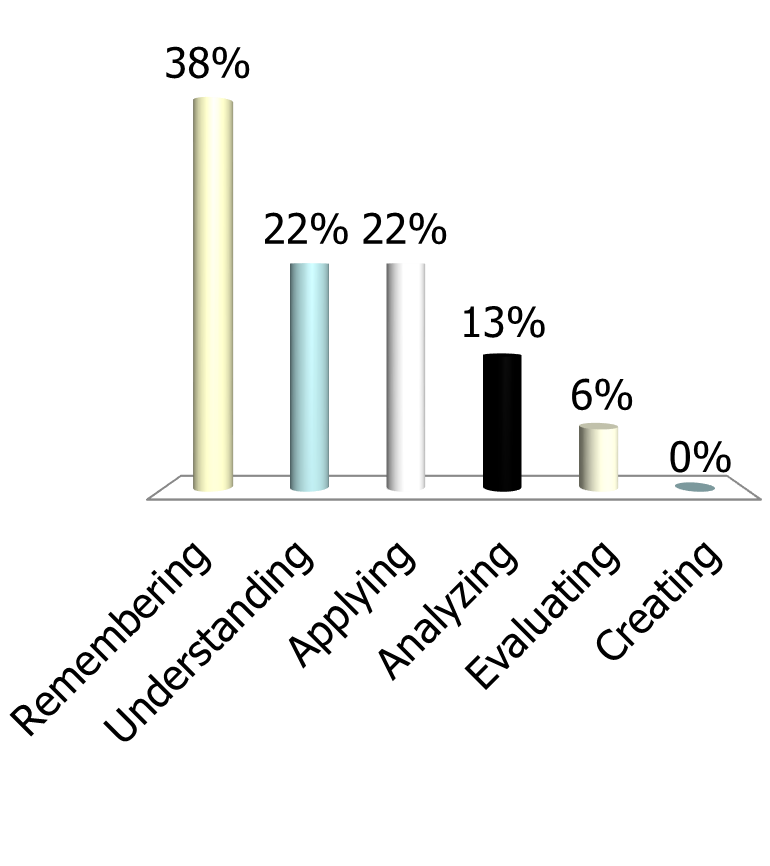 38%
22% 22%
13%
6%
0%
Remembering
Understanding
Applying
Analyzing
Evaluating
Creating